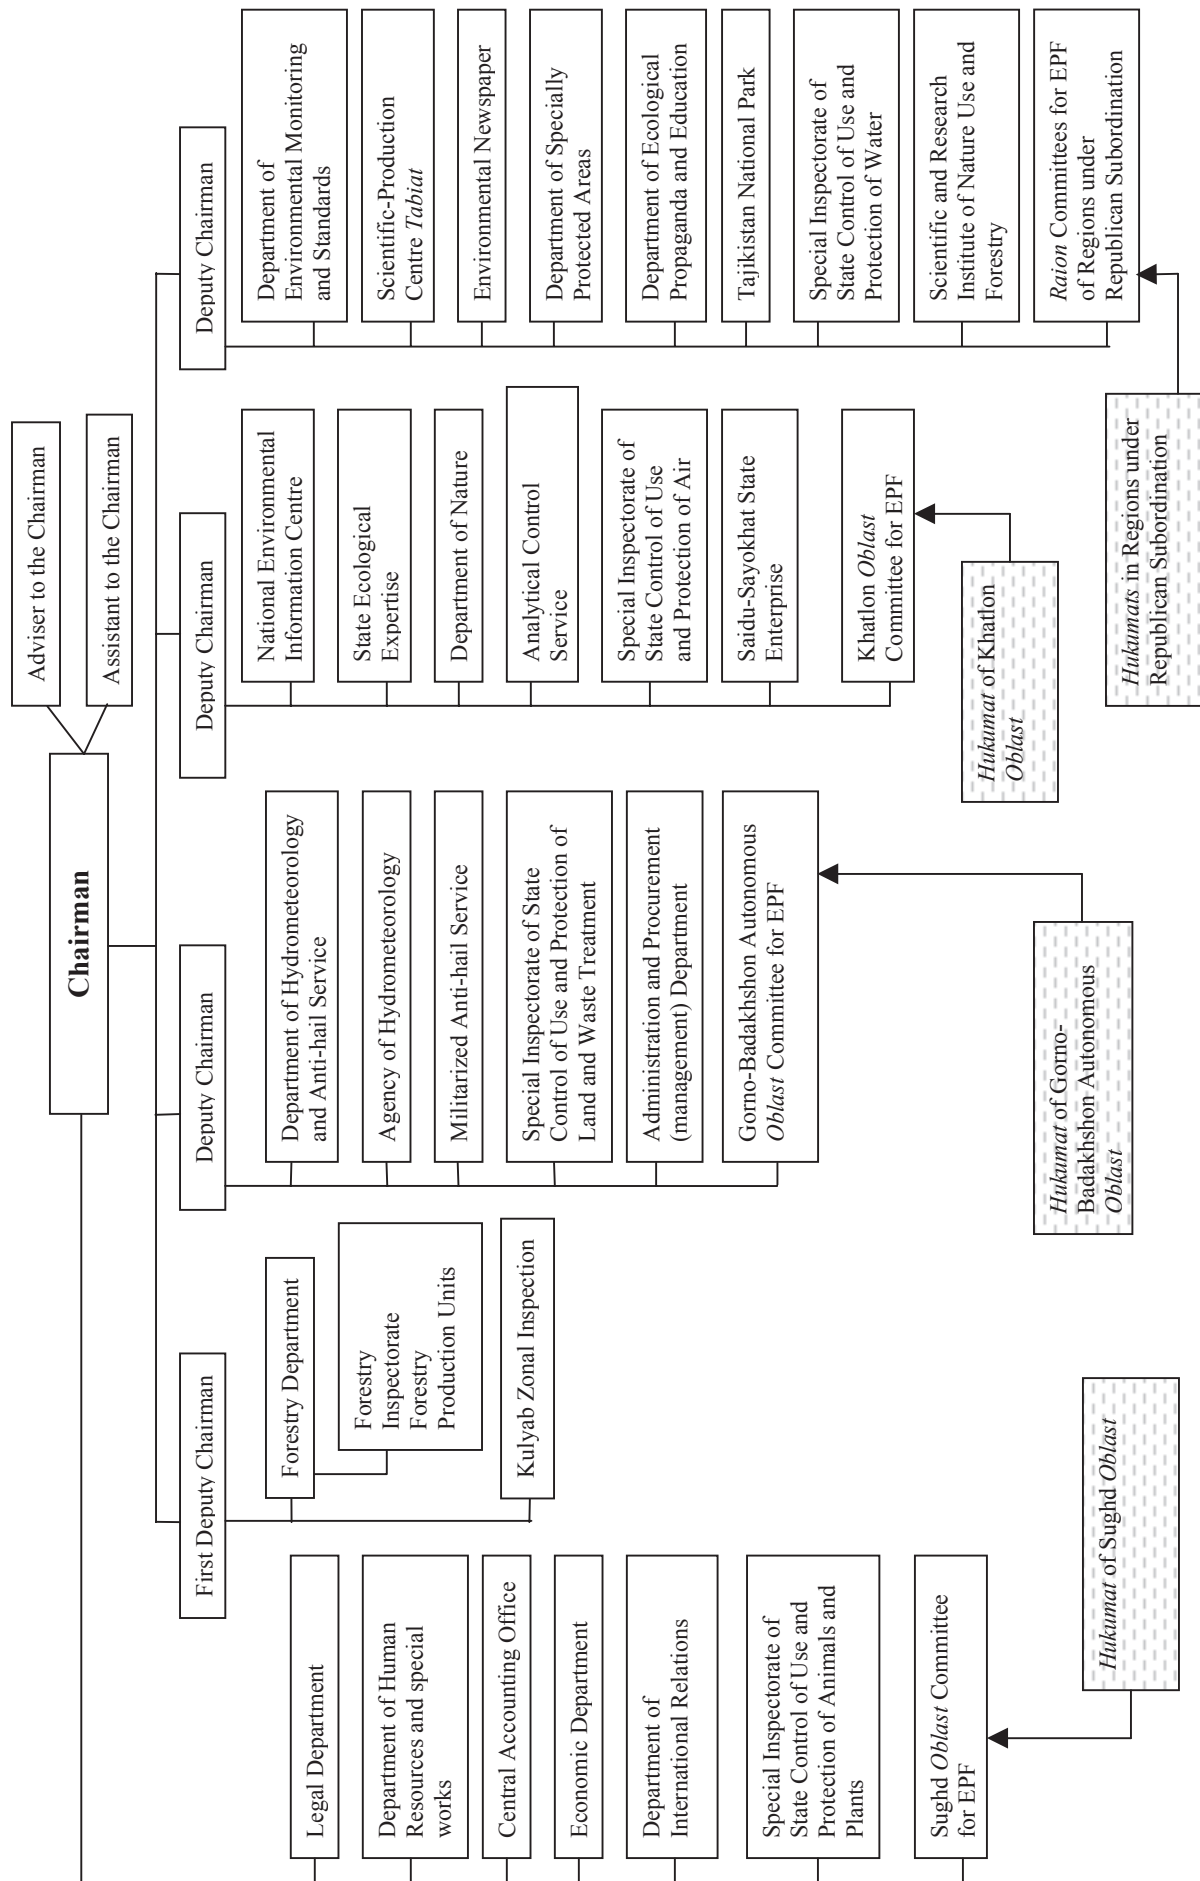 Adviser to the Chairman
Assistant to the Chairman
Chairman
First Deputy Chairman
Deputy Chairman
Deputy Chairman
Deputy Chairman
Legal Department
Department of Human
Resources and special
works
Central Accounting Office
Economic Department
Department of
International Relations
Special Inspectorate of
State Control of Use and
Protection of Animals and
Plants
Sughd Oblast Committee
for EPF
Hukumat of Sughd Oblast
Forestry Department
Forestry
Inspectorate
Forestry
Production Units
Kulyab Zonal Inspection
Department of Hydrometeorology
and Anti-hail Service
Agency of Hydrometeorology
Militarized Anti-hail Service
Special Inspectorate of State
Control of Use and Protection of
Land and Waste Treatment
Administration and Procurement
(management) Department
Gorno-Badakhshon Autonomous
Oblast Committee for EPF
Hukumat of Gorno-
Badakhshon Autonomous
Oblast
National Environmental
Information Centre
State Ecological
Expertise
Department of Nature
Analytical Control
Service
Special Inspectorate of
State Control of Use
and Protection of Air
Saidu-Sayokhat State
Enterprise
Khatlon Oblast
Committee for EPF
Hukumat of Khatlon
Oblast
Department of
Environmental Monitoring
and Standards
Scientific-Production
Centre Tabiat
Environmental Newspaper
Department of Specially
Protected Areas
Department of Ecological
Propaganda and Education
Tajikistan National Park
Special Inspectorate of
State Control of Use and
Protection of Water
Scientific and Research
Institute of Nature Use and
Forestry
Raion Committees for EPF
of Regions under
Republican Subordination
Hukumats in Regions under
Republican Subordination